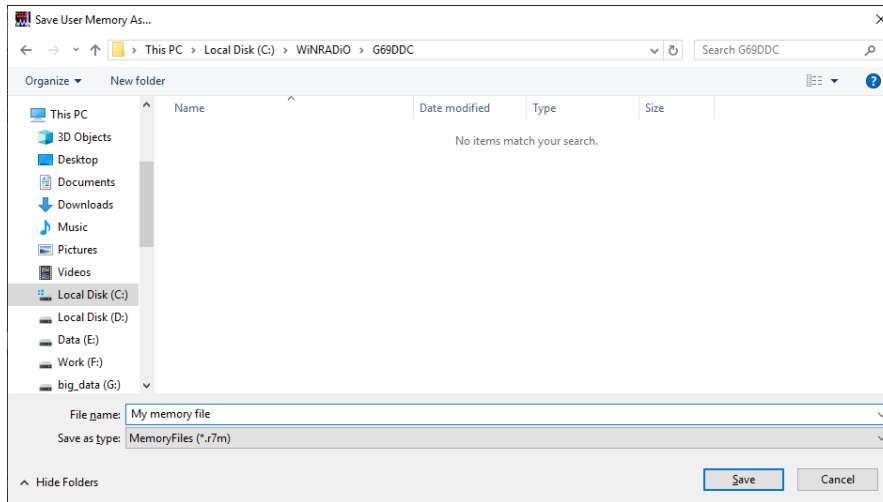 Save User Memory As...
This PC > Local Disk (C:) > WiNRADiO > G69DDC
Search G69DDC
Organize
New folder
Name
Date modified
Type
Size
No items match your search.
This PC
3D Objects
Desktop
Documents
Downloads
Music
Pictures
Videos
Local Disk (C:)
Local Disk (D:)
Data (E:)
Work (F:)
big_data (G:)
File name: My memory file
Save as type: MemoryFiles (*.r7m)
Hide Folders
Save
Cancel